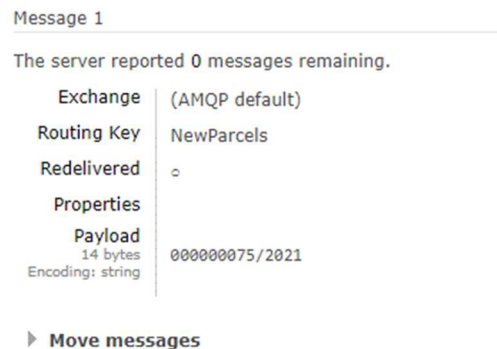 Message 1
The server reported 0 messages remaining.
Exchange (AMQP default)
Routing Key NewParcels
Redelivered ○
Properties
Payload
14 bytes
Encoding: string
000000075/2021
Move messages